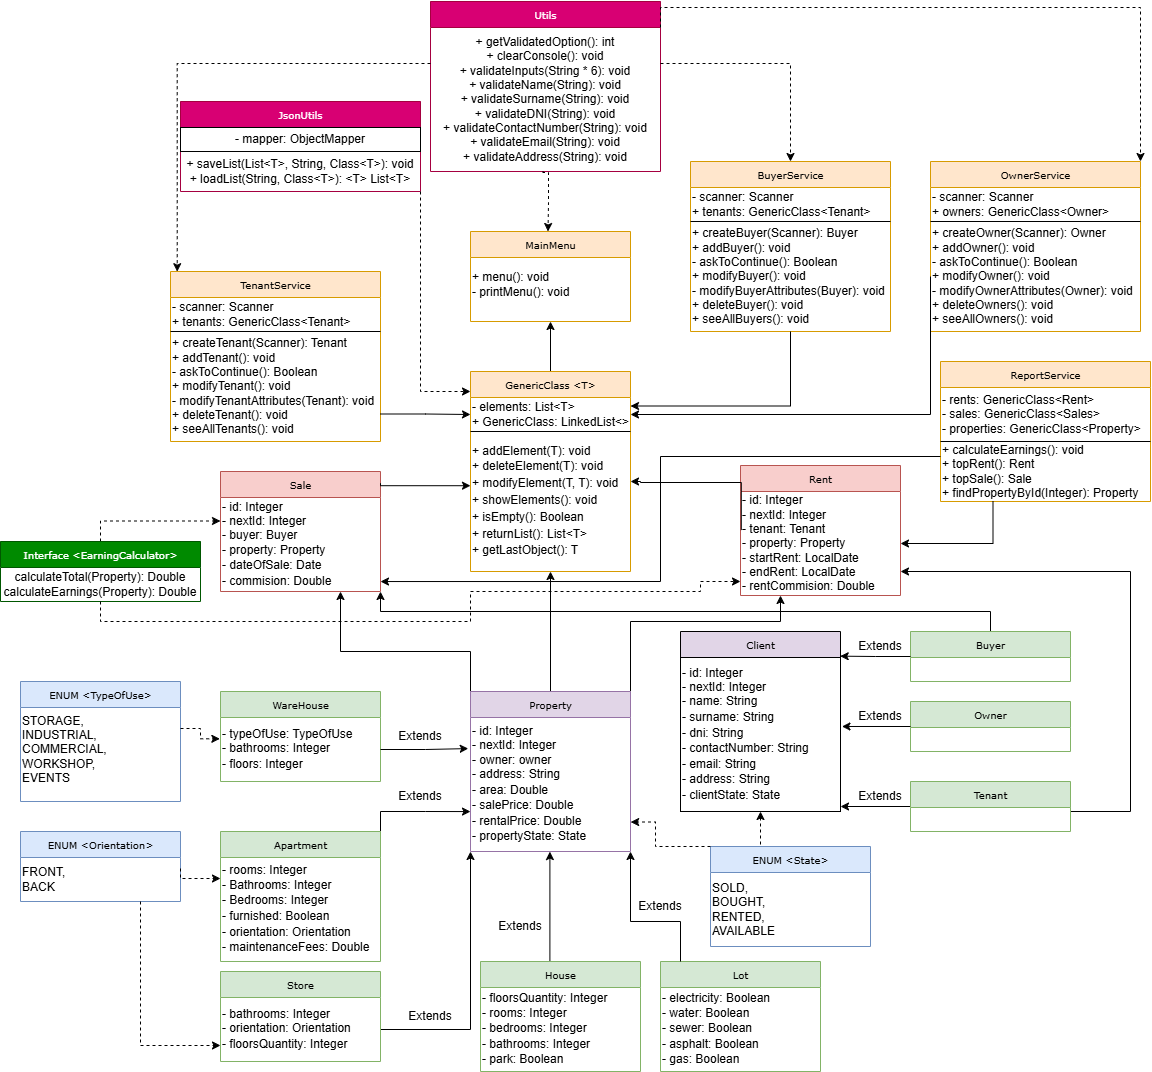 Utils
+ getValidatedOption(): int
+ clearConsole(): void
+ validateInputs(String * 6): void
+ validateName(String): void
+ validateSurname(String): void
+ validateDNI(String): void
+ validateContactNumber(String): void
+ validateEmail(String): void
+ validateAddress(String): void
JsonUtils
- mapper: ObjectMapper
+ saveList(List<T>, String, Class<T>): void
+ loadList(String, Class<T>): <T> List<T>
BuyerService
- scanner: Scanner
+ tenants: GenericClass<Tenant>
+ createBuyer(Scanner): Buyer
+ addBuyer(): void
- askToContinue(): Boolean
+ modifyBuyer(): void
- modifyBuyerAttributes(Buyer): void
+ deleteBuyer(): void
+ seeAllBuyers(): void
OwnerService
- scanner: Scanner
+ owners: GenericClass<Owner>
+ createOwner(Scanner): Owner
+ addOwner(): void
- askToContinue(): Boolean
+ modifyOwner(): void
- modifyOwnerAttributes(Owner): void
+ deleteOwners(): void
+ seeAllOwners(): void
MainMenu
+ menu(): void
- printMenu(): void
TenantService
- scanner: Scanner
+ tenants: GenericClass<Tenant>
+ createTenant(Scanner): Tenant
+ addTenant(): void
- askToContinue(): Boolean
+ modifyTenant(): void
- modifyTenantAttributes(Tenant): void
+ deleteTenant(): void
+ seeAllTenants(): void
GenericClass <T>
- elements: List<T>
+ GenericClass: LinkedList<>
+ addElement(T): void
+ deleteElement(T): void
+ modifyElement(T, T): void
+ showElements(): void
+ isEmpty(): Boolean
+ returnList(): List<T>
+ getLastObject(): T
ReportService
- rents: GenericClass<Rent>
- sales: GenericClass<Sales>
- properties: GenericClass<Property>
+ calculateEarnings(): void
+ topRent(): Rent
+ topSale(): Sale
+ findPropertyById(Integer): Property
Sale
- id: Integer
- nextId: Integer
- buyer: Buyer
- property: Property
- dateOfSale: Date
- commision: Double
Rent
- id: Integer
- nextId: Integer
- tenant: Tenant
- property: Property
- startRent: LocalDate
- endRent: LocalDate
- rentCommision: Double
Interface <EarningCalculator>
calculateTotal(Property): Double
calculateEarnings(Property): Double
Client
- id: Integer
- nextId: Integer
- name: String
- surname: String
- dni: String
- contactNumber: String
- email: String
- address: String
- clientState: State
Extends
Buyer
Extends
Owner
Extends
Tenant
ENUM <TypeOfUse>
STORAGE,
INDUSTRIAL,
COMMERCIAL,
WORKSHOP,
EVENTS
WareHouse
- typeOfUse: TypeOfUse
- bathrooms: Integer
- floors: Integer
Extends
Property
- id: Integer
- nextId: Integer
- owner: owner
- address: String
- area: Double
- salePrice: Double
- rentalPrice: Double
- propertyState: State
Extends
ENUM <Orientation>
FRONT,
BACK
Apartment
- rooms: Integer
- Bathrooms: Integer
- Bedrooms: Integer
- furnished: Boolean
- orientation: Orientation
- maintenanceFees: Double
ENUM <State>
SOLD,
BOUGHT,
RENTED,
AVAILABLE
Extends
Extends
Store
- bathrooms: Integer
- orientation: Orientation
- floorsQuantity: Integer
Extends
House
- floorsQuantity: Integer
- rooms: Integer
- bedrooms: Integer
- bathrooms: Integer
- park: Boolean
Lot
- electricity: Boolean
- water: Boolean
- sewer: Boolean
- asphalt: Boolean
- gas: Boolean